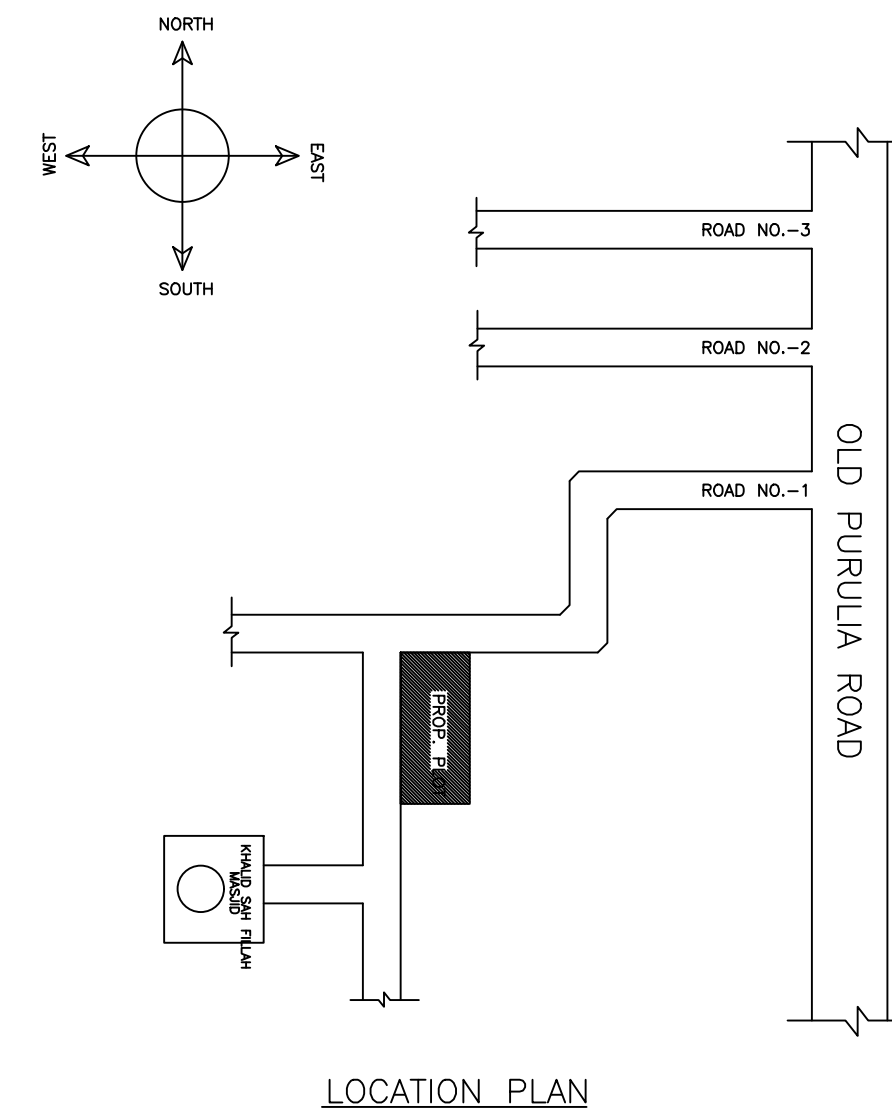 NORTH
WEST
EAST
SOUTH
ROAD NO.-3
ROAD NO.-2
ROAD NO.-1
OLD PURULIA ROAD
PROP. PLOT
KHALID SAH FILLAH
MASJID
LOCATION PLAN